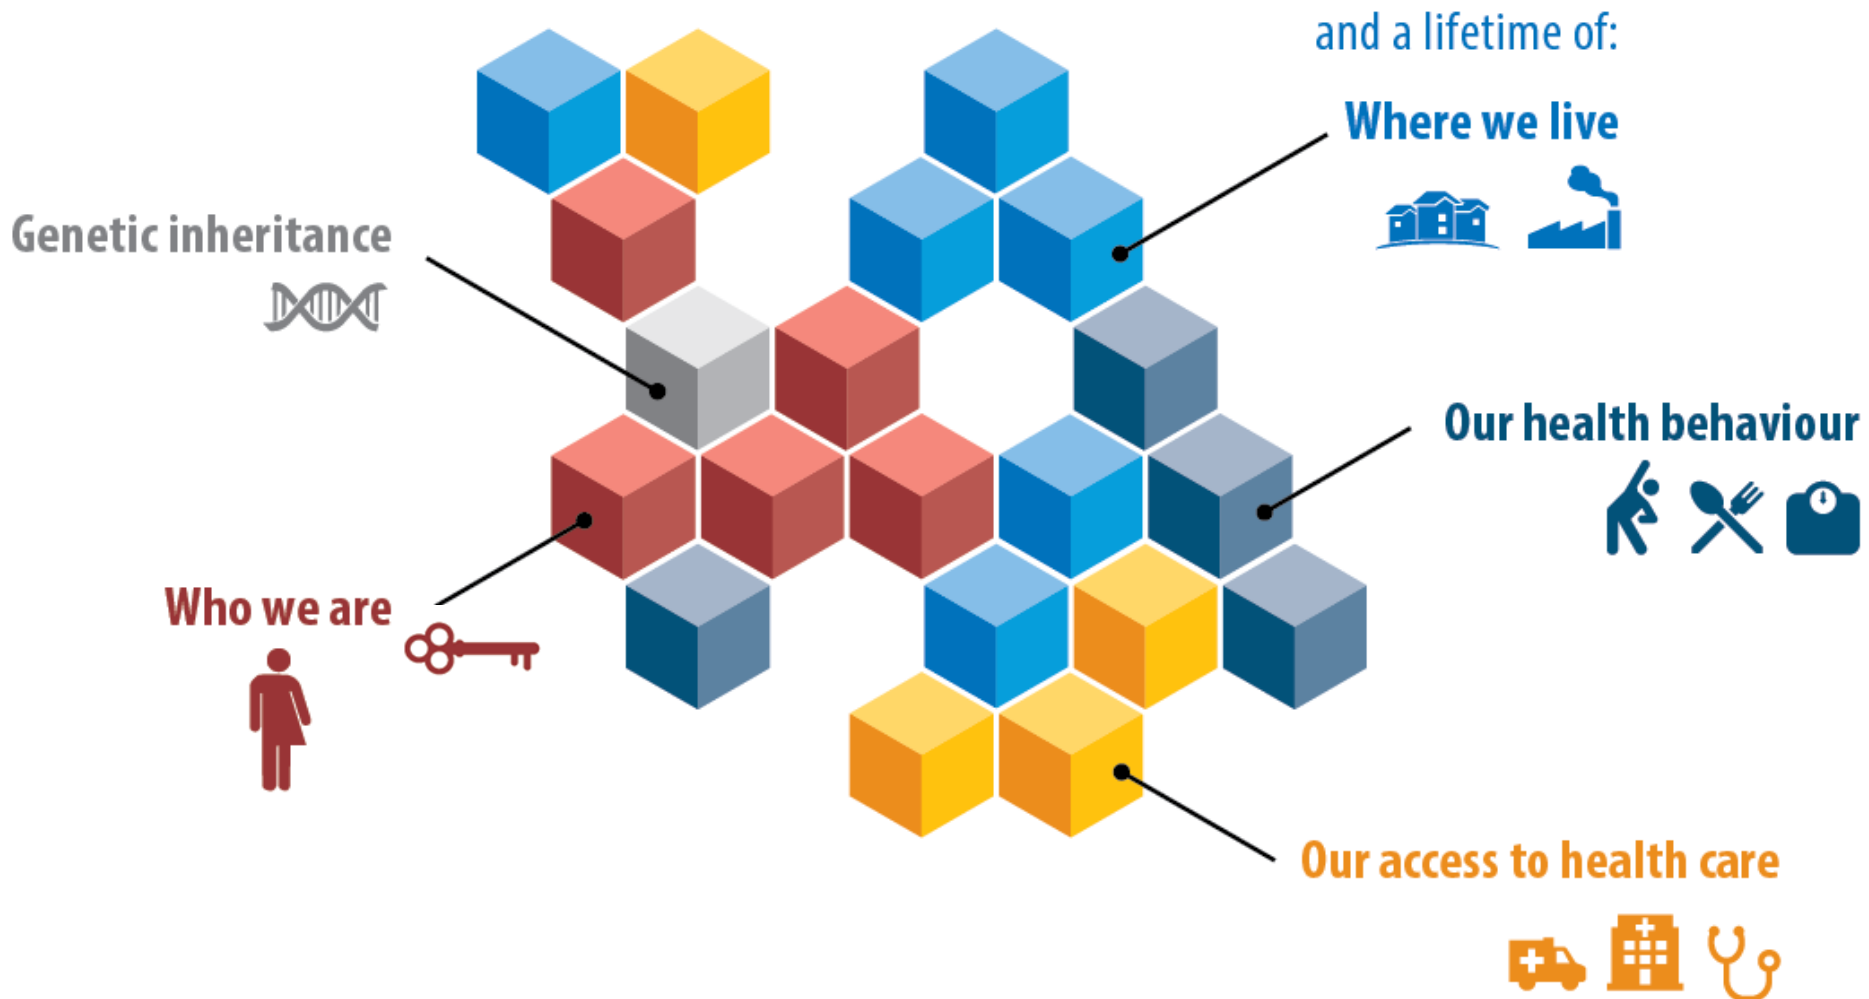 and a lifetime of:
Where we live
Genetic inheritance
Our health behaviour
Who we are
Our access to health care